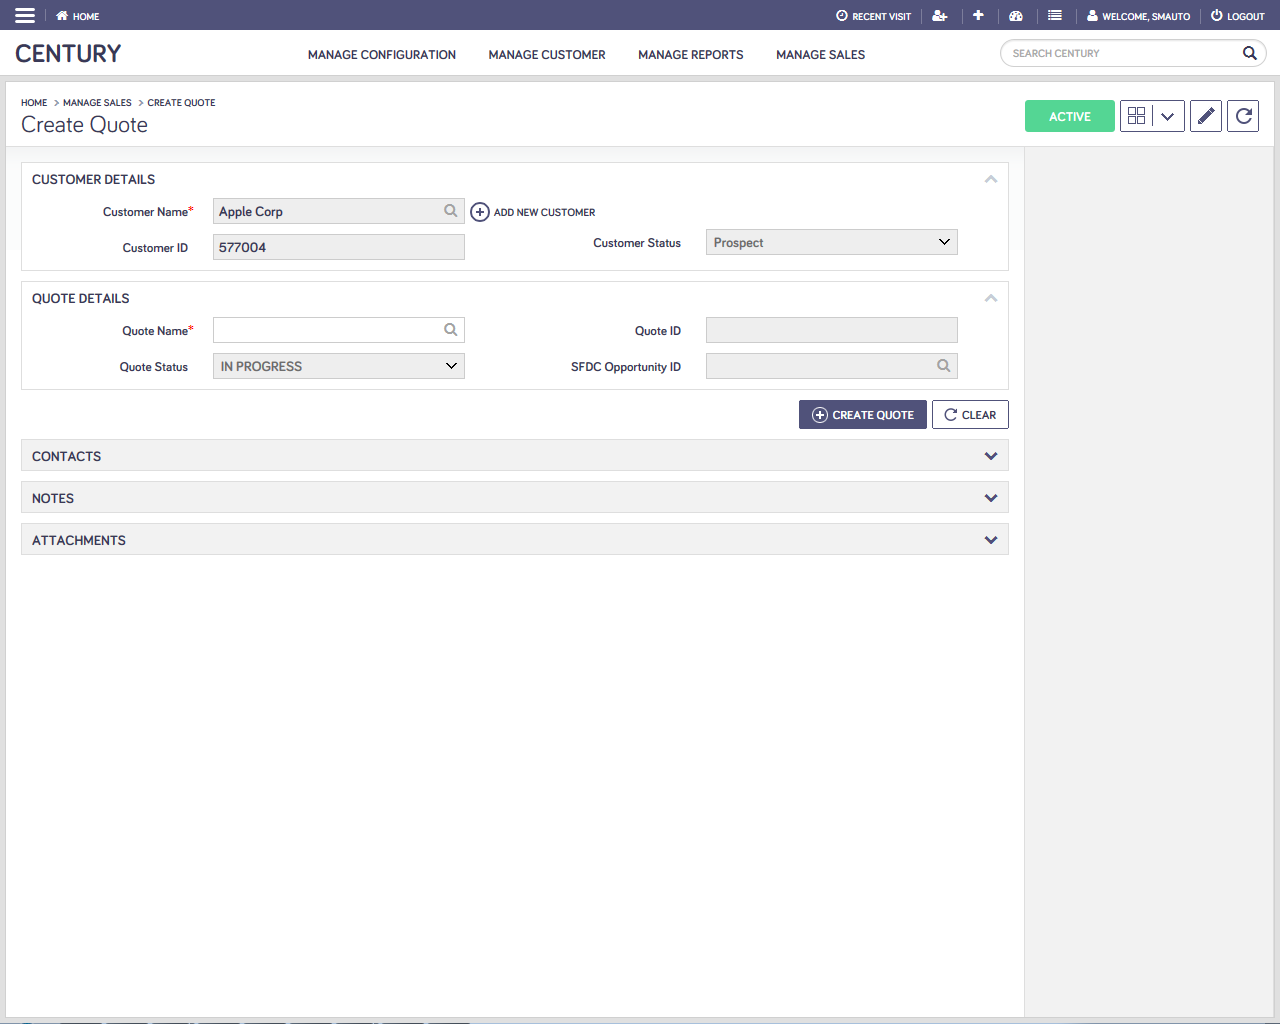 HOME RECENT VISIT WELCOME, SMAUTO LOGOUT
CENTURY MANAGE CONFIGURATION MANAGE CUSTOMER MANAGE REPORTS MANAGE SALES SEARCH CENTURY
HOME > MANAGE SALES > CREATE QUOTE
Create Quote
ACTIVE
CUSTOMER DETAILS
Customer Name* Apple Corp ADD NEW CUSTOMER
Customer ID 577004 Customer Status Prospect
QUOTE DETAILS
Quote Name* Quote ID
Quote Status IN PROGRESS SFDC Opportunity ID
CREATE QUOTE CLEAR
CONTACTS
NOTES
ATTACHMENTS